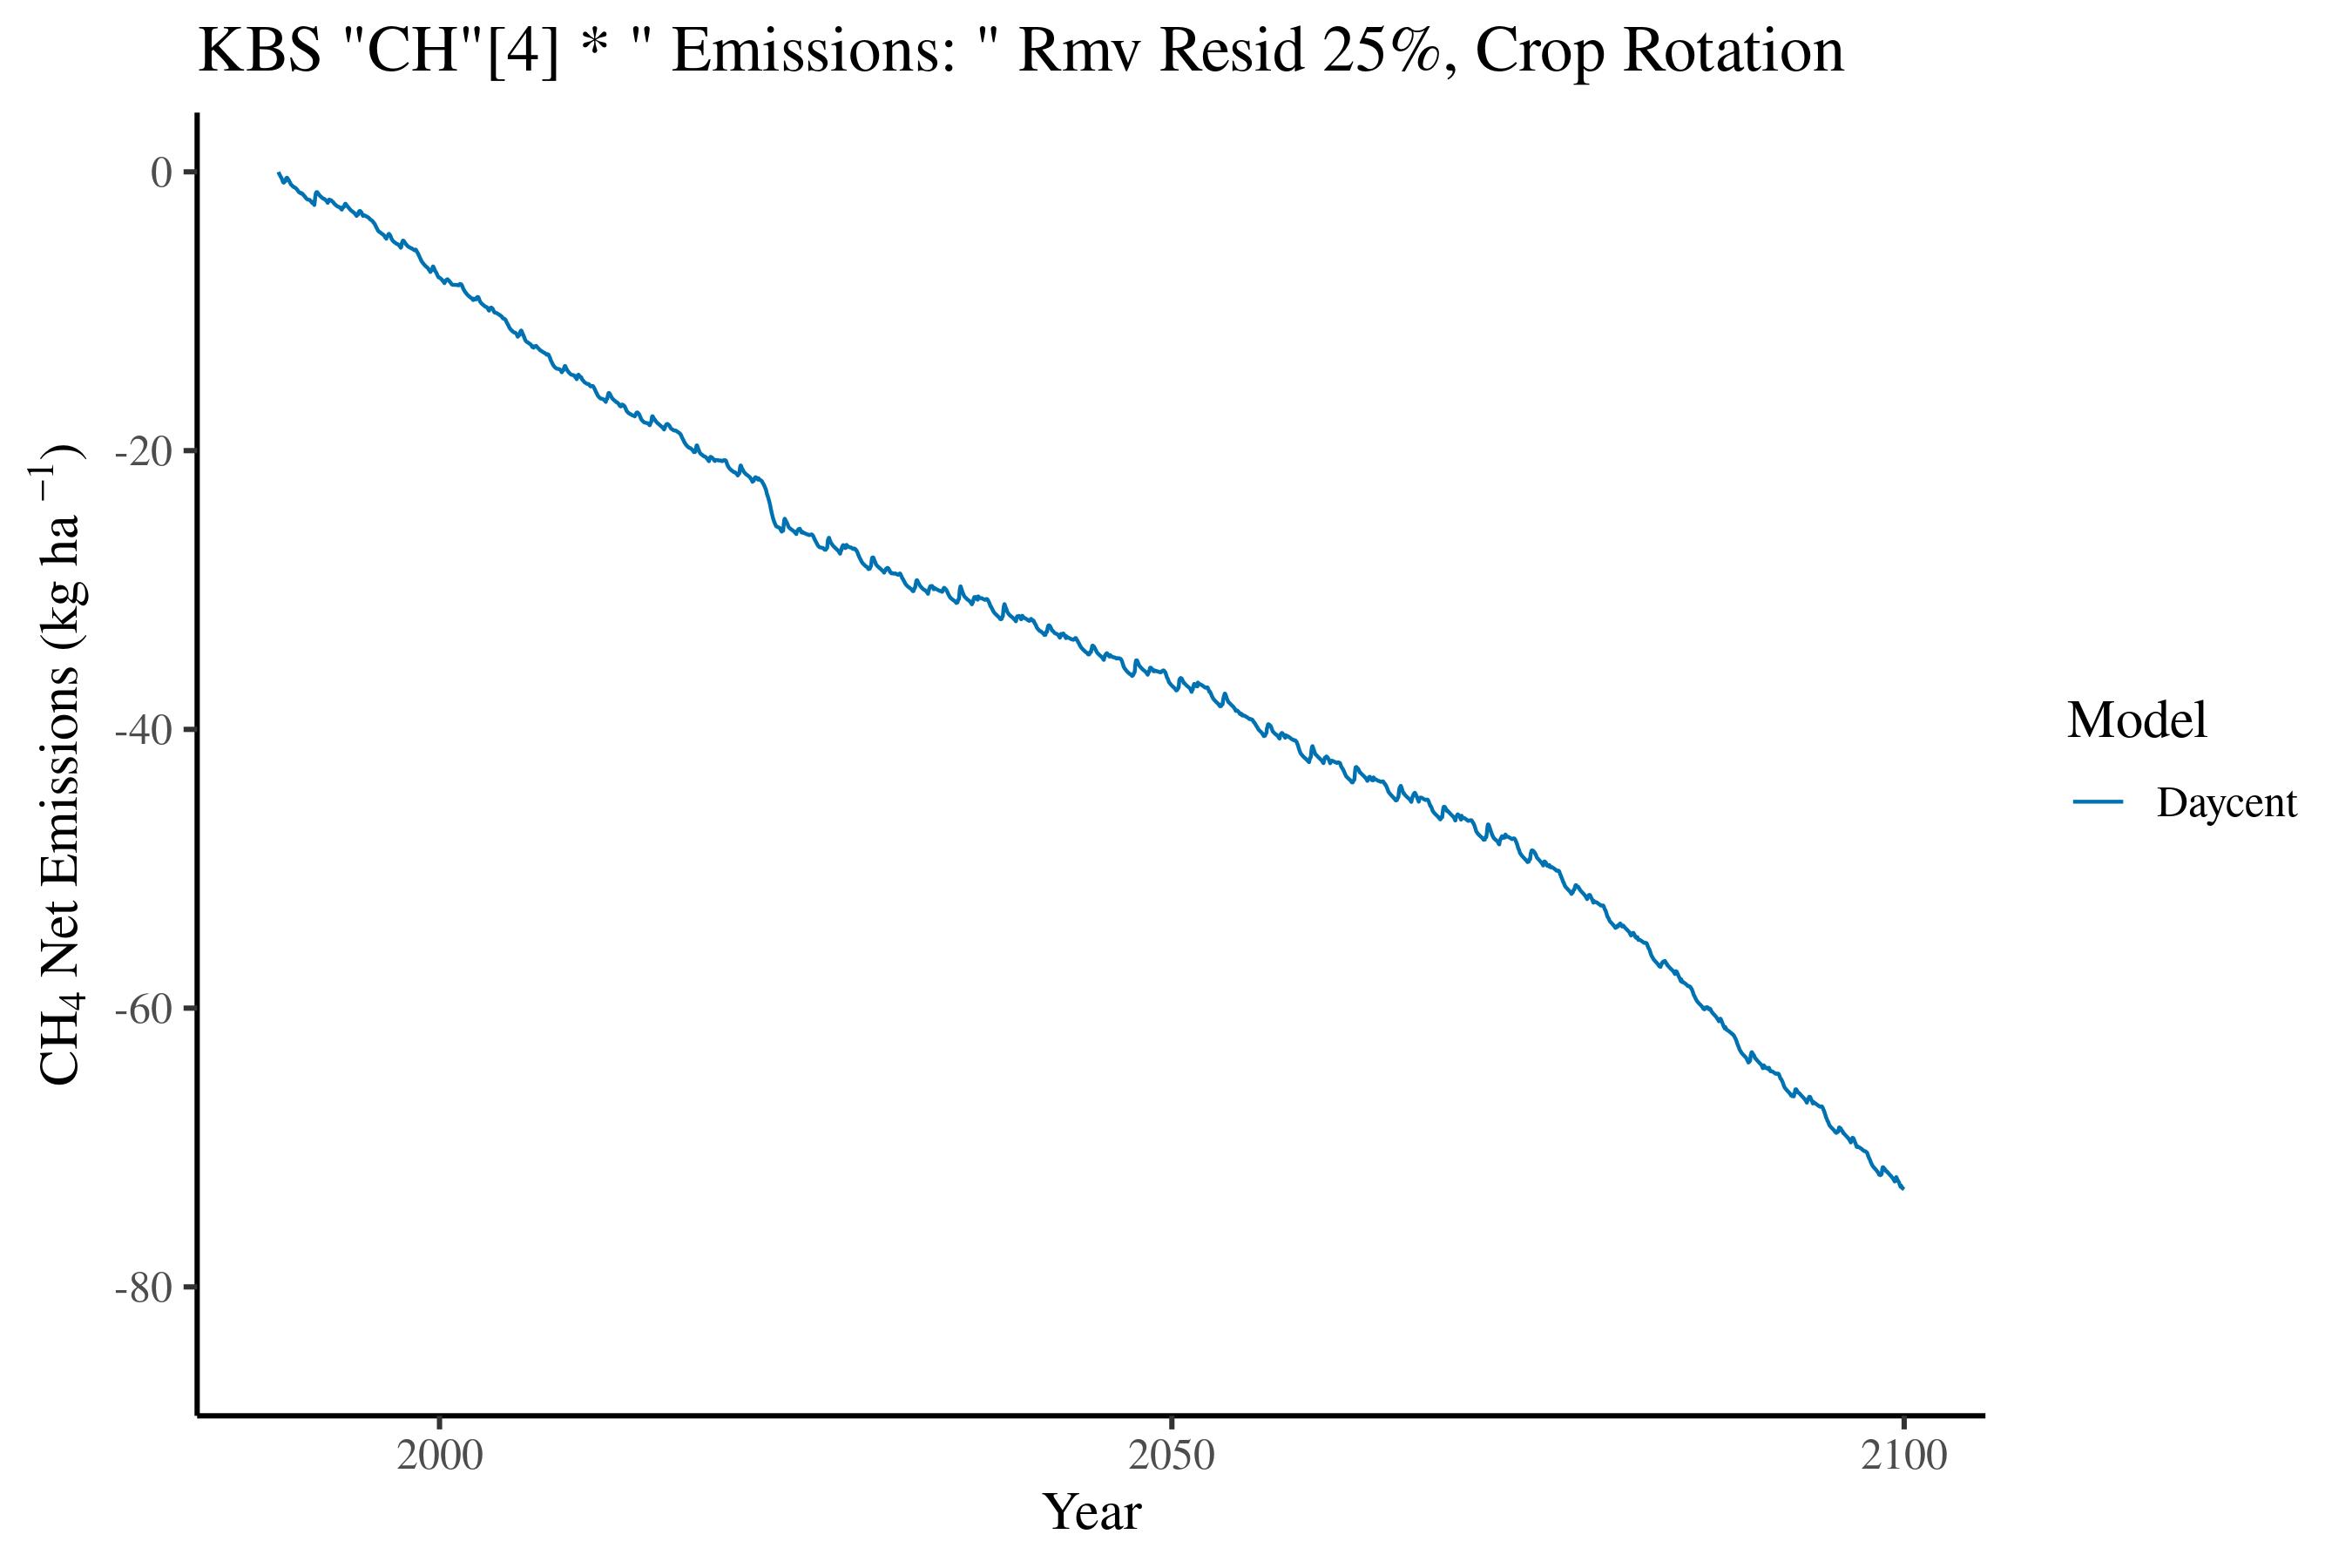 KBS "CH"[4] * " Emissions: " Rmv Resid 25%, Crop Rotation
CH₄ Net Emissions (kg ha ⁻¹)
0
-20
-40
-60
-80
2000
2050
2100
Year
Model
Daycent